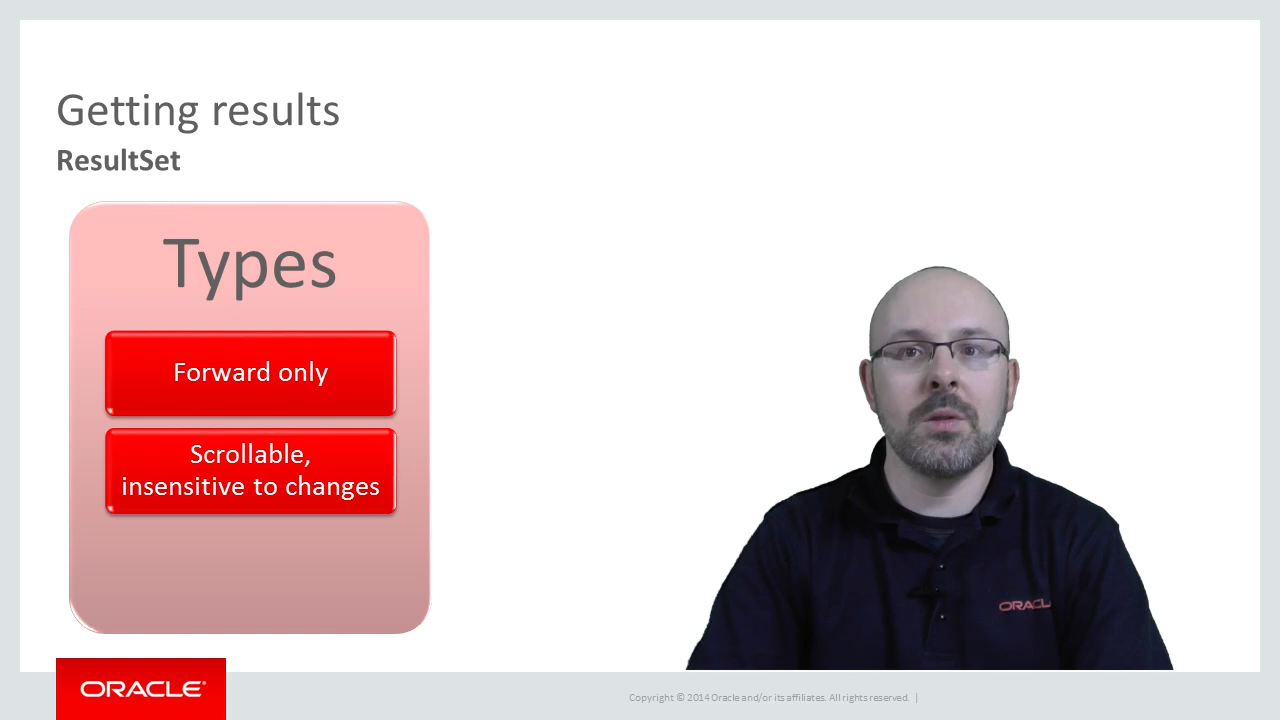 Getting results
ResultSet
Types
Forward only
Scrollable,
insensitive to changes
ORACLE
ORACLE®
Copyright © 2014 Oracle and/or its affiliates. All rights reserved. |